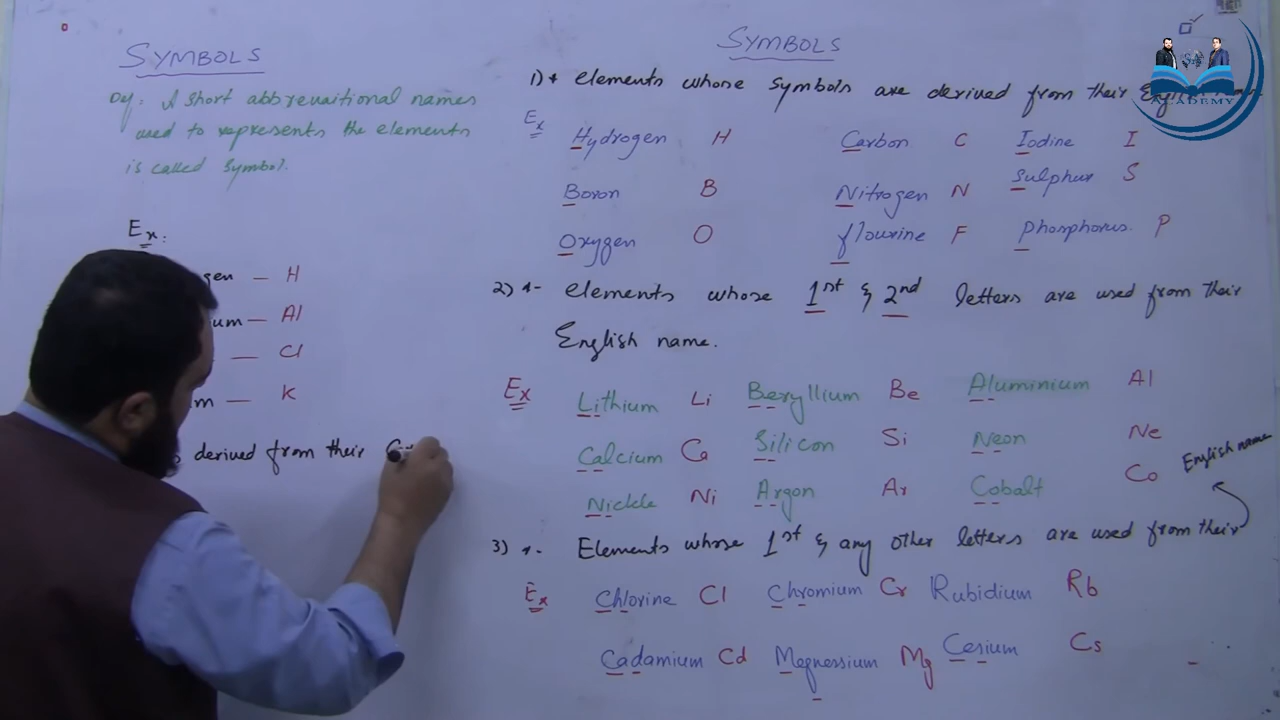 SYMBOLS
Def: A short abbrevaitional names
used to represents the elements
is called symbol.
Ex:
gen — H
um — Al
— Cl
m — K
derived from their
SYMBOLS
1) elements whose symbols are derived from their English
Ex
Hydrogen H Carbon C Iodine I
Boron B Nitrogen N Sulphur S
Oxygen O flourine F Phosphorus. P
2) elements whose 1st & 2nd letters are used from their
English name.
Ex Lithium Li Beryllium Be Aluminium Al
Calcium Ca Silicon Si Neon Ne
Nickle Ni Argon Ar Cobalt Co
English name
3) Elements whose 1st & any other letters are used from their
Ex Chlorine Cl Chromium Cr Rubidium Rb
Cadamium Cd Megnessium Mg Cesium Cs
ACADEMY